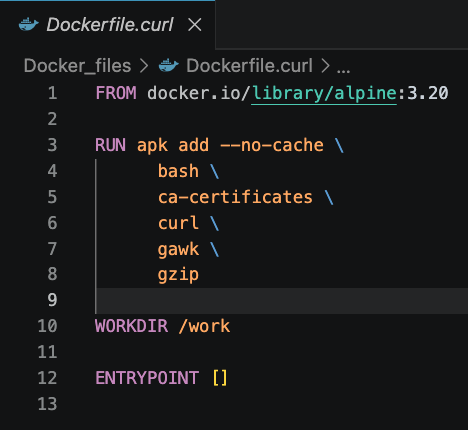 Dockerfile.curl
Docker_files > Dockerfile.curl > ...
1 FROM docker.io/library/alpine:3.20
2
3 RUN apk add --no-cache \
4       bash \
5       ca-certificates \
6       curl \
7       gawk \
8       gzip
9
10 WORKDIR /work
11
12 ENTRYPOINT []
13